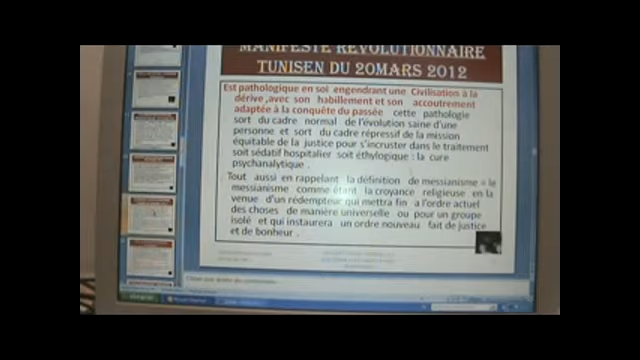 MANIFESTE REVOLUTIONNAIRE
TUNISEN DU 20MARS 2012
Est pathologique en soi engendrant une Civilisation à la
dérive ,avec son habillement et son accoutrement
adaptée à la conquête du passée cette pathologie
sort du cadre normal de l'évolution saine d'une
personne et sort du cadre répressif de la mission
équitable de la justice pour s'incruster dans le traitement
soit sédatif hospitalier soit éthylogique : la cure
psychanalytique .
Tout aussi en rappelant la définition de messianisme « le
messianisme comme étant la croyance religieuse en la
venue d'un rédempteur qui mettra fin a l'ordre actuel
des choses de manière universelle ou pour un groupe
isolé et qui instaurera un ordre nouveau fait de justice
et de bonheur .